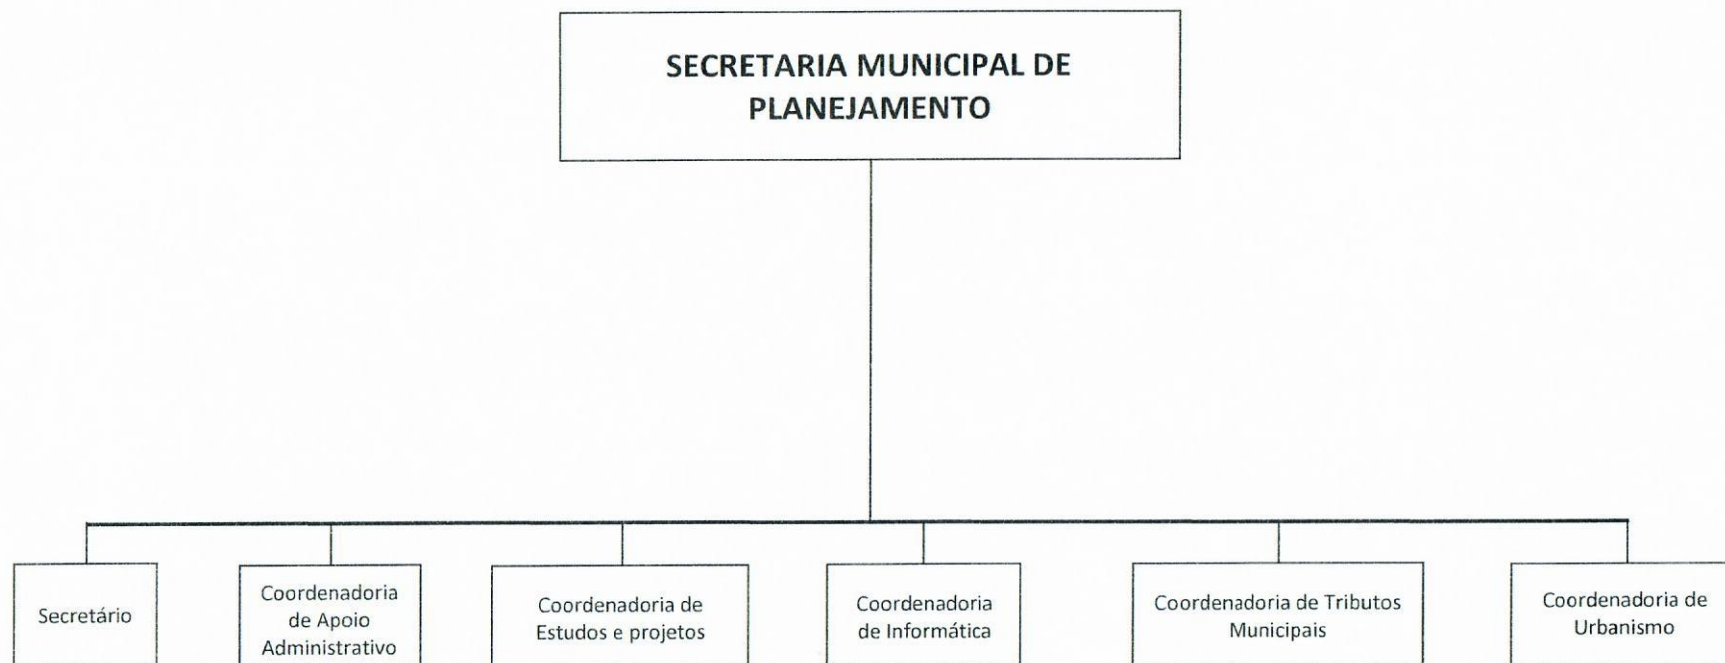 SECRETARIA MUNICIPAL DE
PLANEJAMENTO
Secretário
Coordenadoria
de Apoio
Administrativo
Coordenadoria de
Estudos e projetos
Coordenadoria
de Informática
Coordenadoria de Tributos
Municipais
Coordenadoria de
Urbanismo